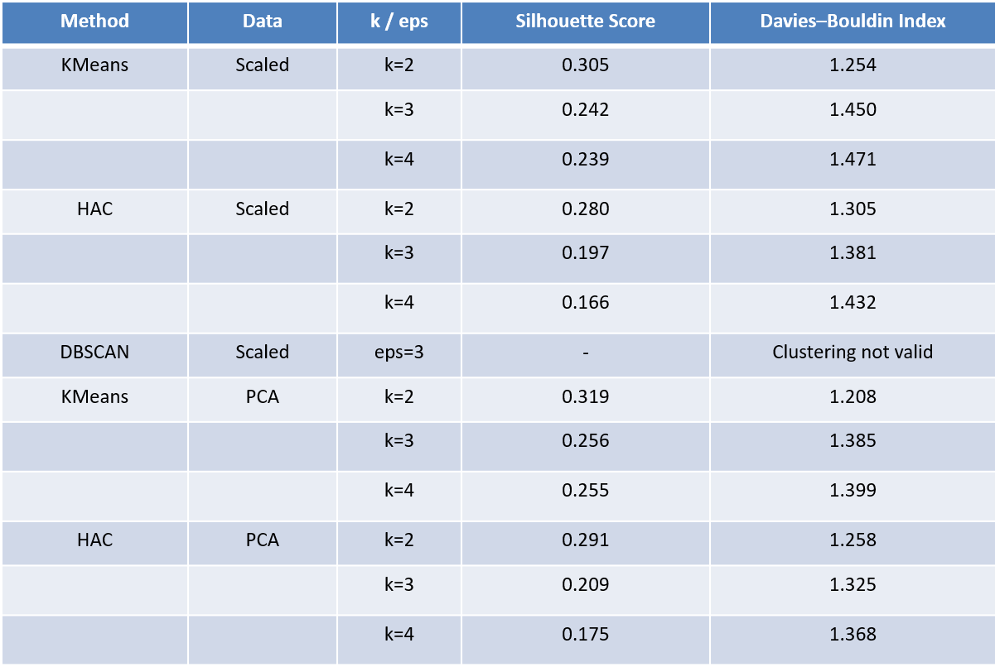 Method Data k / eps Silhouette Score Davies–Bouldin Index
KMeans Scaled k=2 0.305 1.254
k=3 0.242 1.450
k=4 0.239 1.471
HAC Scaled k=2 0.280 1.305
k=3 0.197 1.381
k=4 0.166 1.432
DBSCAN Scaled eps=3 - Clustering not valid
KMeans PCA k=2 0.319 1.208
k=3 0.256 1.385
k=4 0.255 1.399
HAC PCA k=2 0.291 1.258
k=3 0.209 1.325
k=4 0.175 1.368